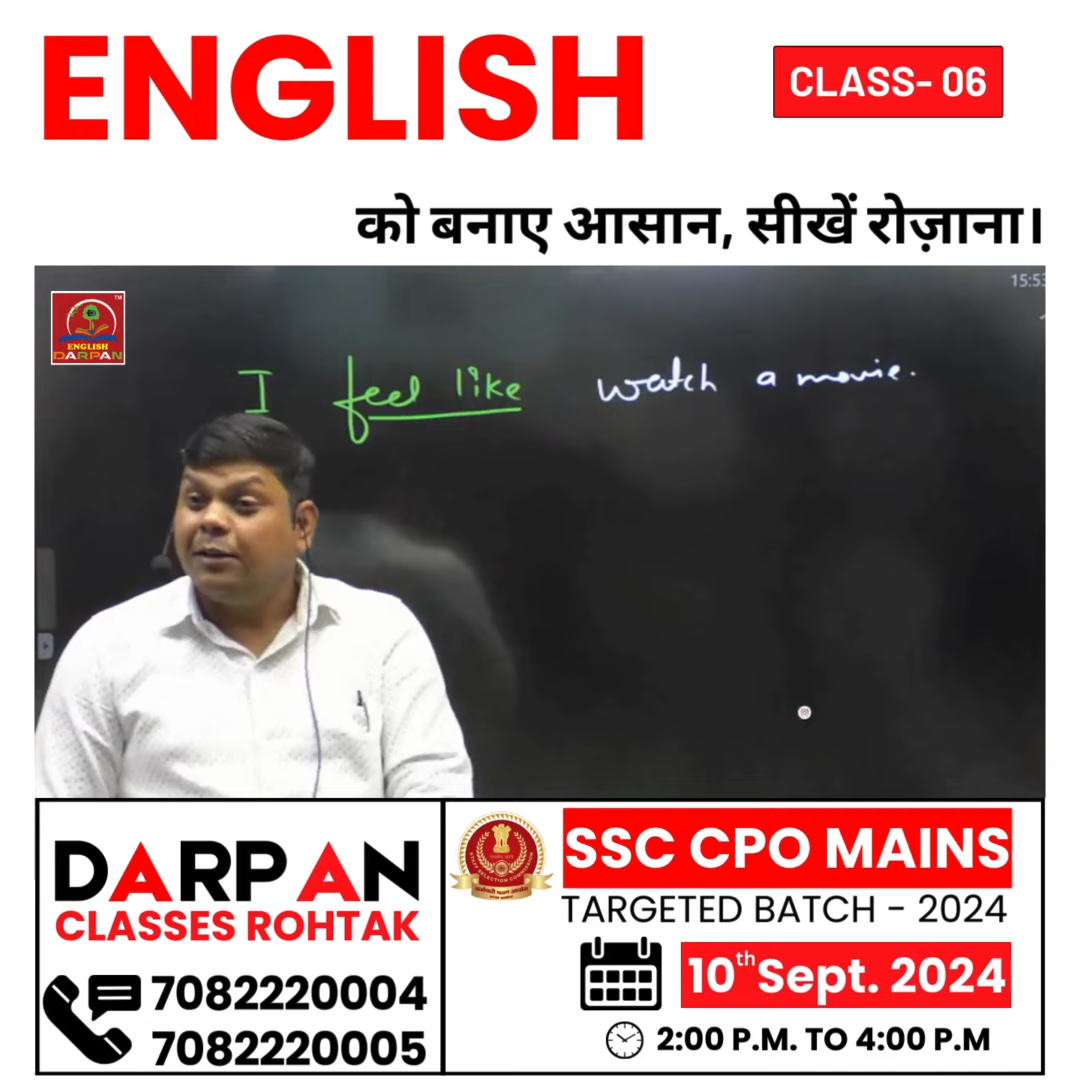 ENGLISH
CLASS- 06
को बनाए आसान, सीखें रोज़ाना।
15:53
TM
ENGLISH
DARPAN
I feel like watch a movie.
DARPAN
CLASSES ROHTAK
7082220004
7082220005
SSC CPO MAINS
TARGETED BATCH - 2024
10th Sept. 2024
2:00 P.M. TO 4:00 P.M